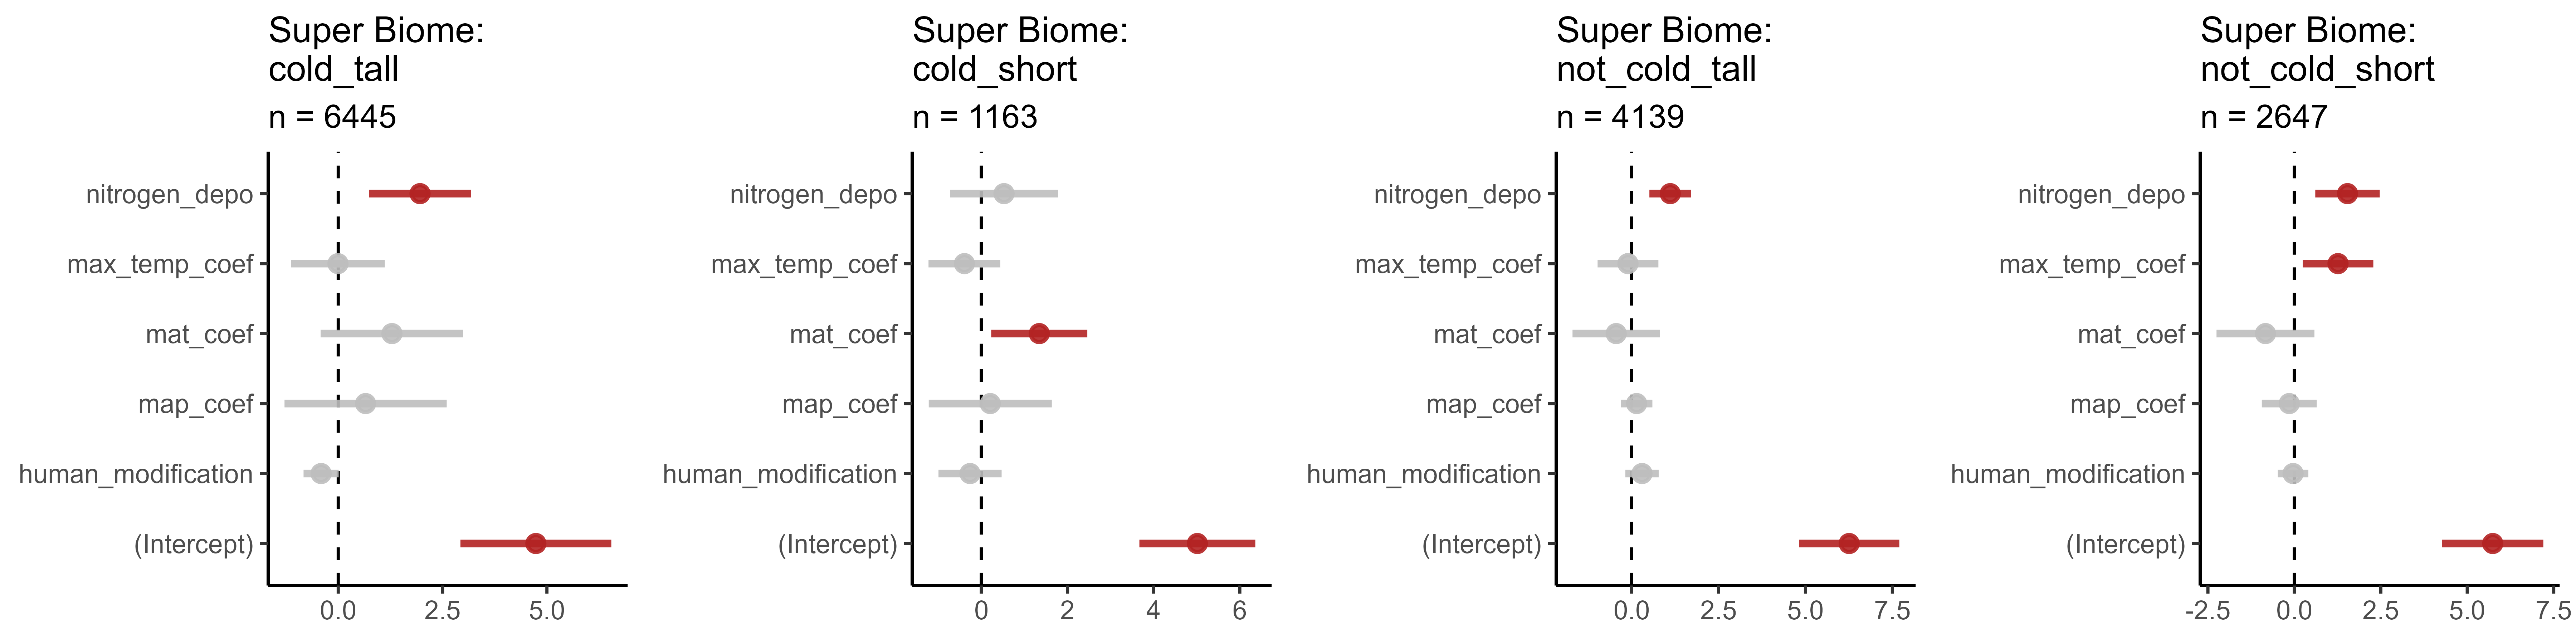 Super Biome:
cold_tall
n = 6445
nitrogen_depo
max_temp_coef
mat_coef
map_coef
human_modification
(Intercept)
0.0 2.5 5.0
Super Biome:
cold_short
n = 1163
nitrogen_depo
max_temp_coef
mat_coef
map_coef
human_modification
(Intercept)
0 2 4 6
Super Biome:
not_cold_tall
n = 4139
nitrogen_depo
max_temp_coef
mat_coef
map_coef
human_modification
(Intercept)
0.0 2.5 5.0 7.5
Super Biome:
not_cold_short
n = 2647
nitrogen_depo
max_temp_coef
mat_coef
map_coef
human_modification
(Intercept)
-2.5 0.0 2.5 5.0 7.5